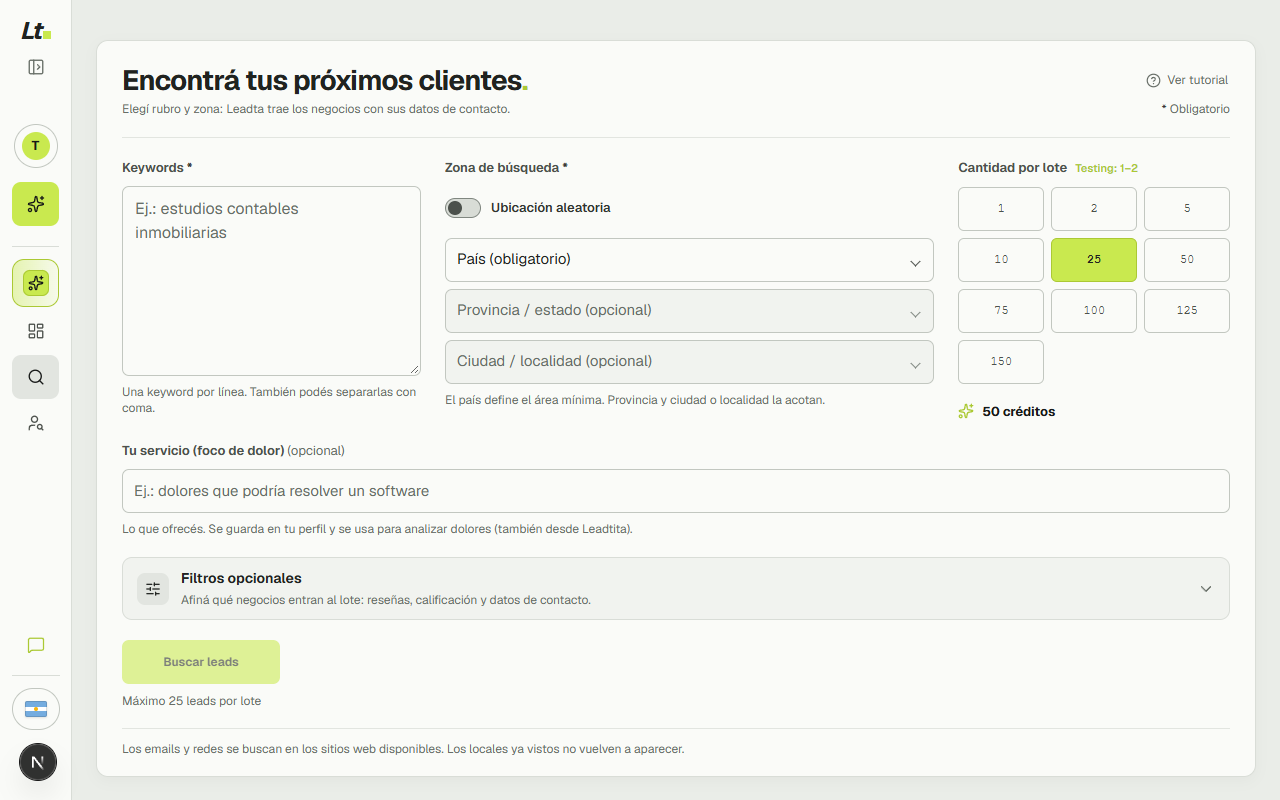 Lt.
Encontrá tus próximos clientes.
Ver tutorial
Elegí rubro y zona: Leadta trae los negocios con sus datos de contacto.
* Obligatorio
T
Keywords *
Zona de búsqueda *
Cantidad por lote Testing: 1–2
Ej.: estudios contables
inmobiliarias
Ubicación aleatoria
1 2 5
País (obligatorio)
10 25 50
Provincia / estado (opcional)
75 100 125
Ciudad / localidad (opcional)
150
Una keyword por línea. También podés separarlas con
coma.
El país define el área mínima. Provincia y ciudad o localidad la acotan.
50 créditos
Tu servicio (foco de dolor) (opcional)
Ej.: dolores que podría resolver un software
Lo que ofrecés. Se guarda en tu perfil y se usa para analizar dolores (también desde Leadtita).
Filtros opcionales
Afiná qué negocios entran al lote: reseñas, calificación y datos de contacto.
Buscar leads
Máximo 25 leads por lote
Los emails y redes se buscan en los sitios web disponibles. Los locales ya vistos no vuelven a aparecer.
N